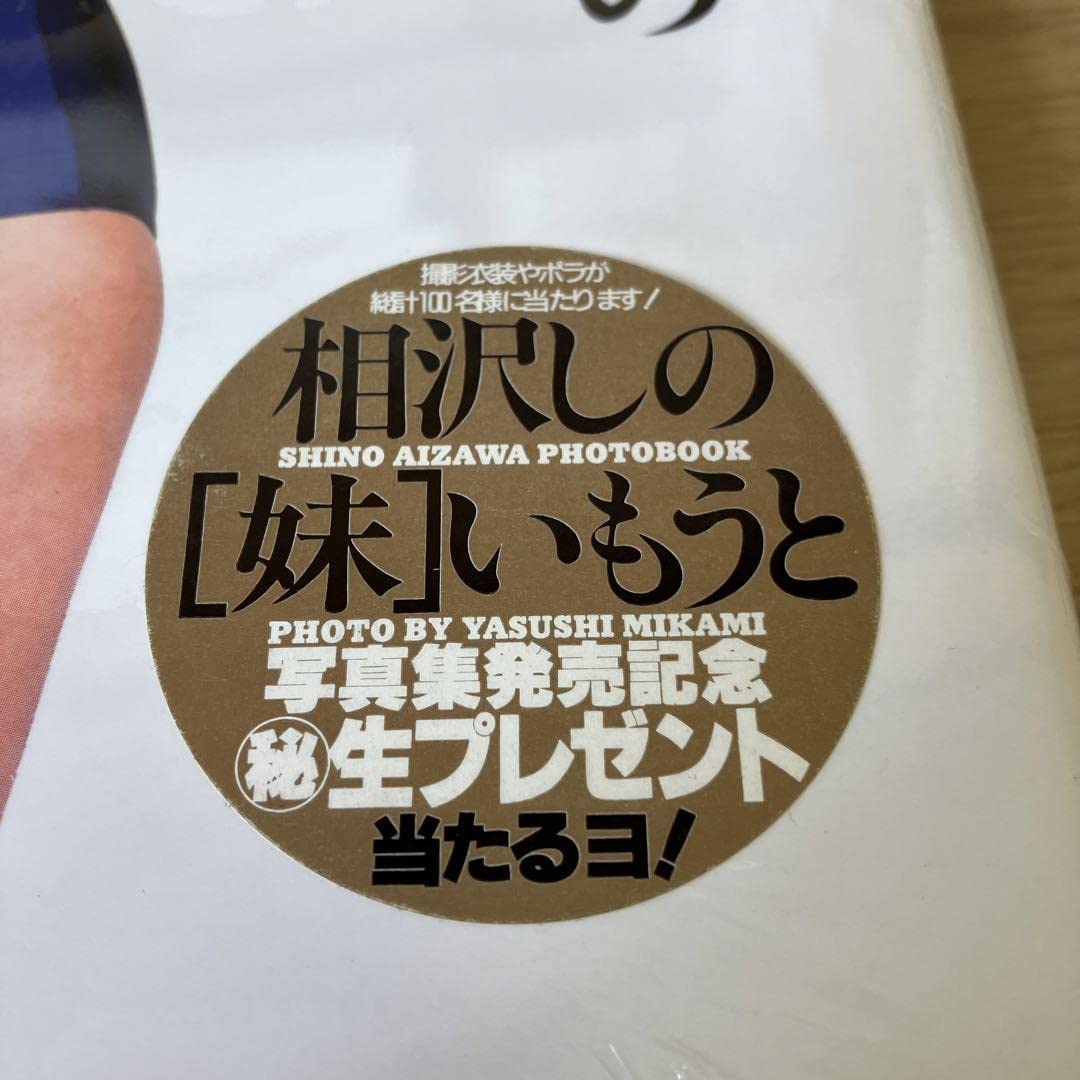 の
撮影衣装やポラが
総計100名様に当たります!
相沢しの
SHINO AIZAWA PHOTOBOOK
[妹]いもうと
PHOTO BY YASUSHI MIKAMI
写真集発売記念
㊙生プレゼント
当たるヨ!